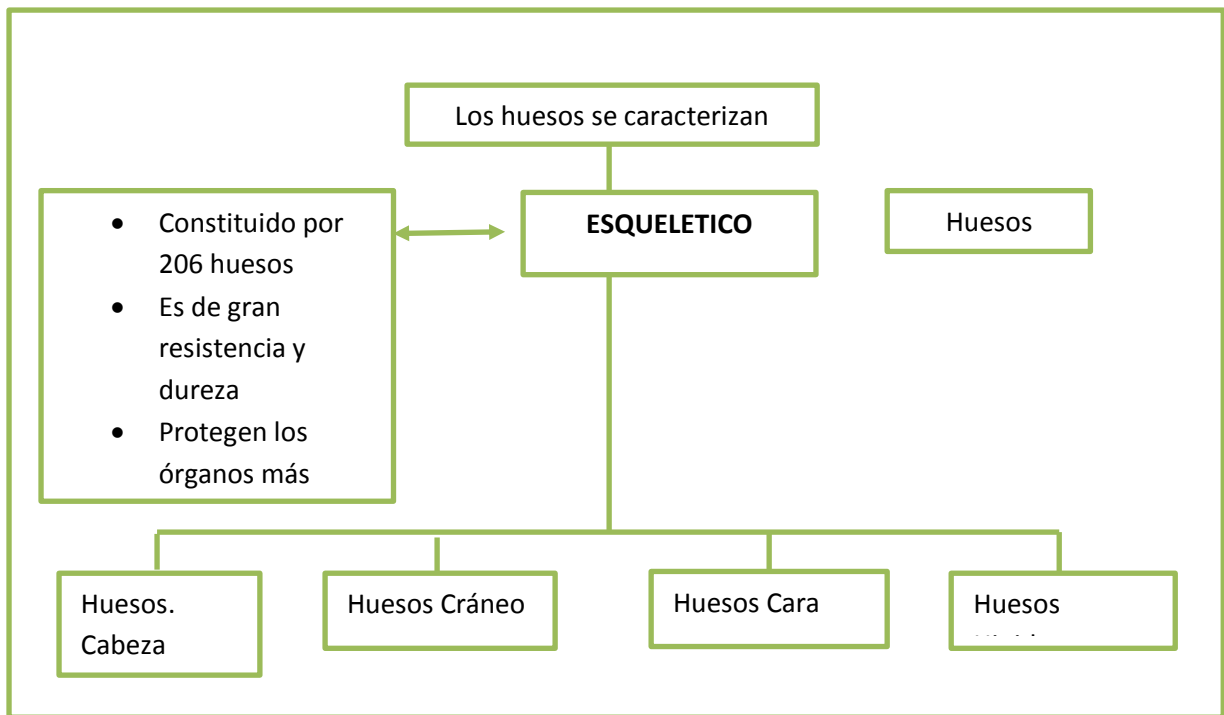 Los huesos se caracterizan
• Constituido por
206 huesos
• Es de gran
resistencia y
dureza
• Protegen los
órganos más
ESQUELETICO
Huesos
Huesos.
Cabeza
Huesos Cráneo
Huesos Cara
Huesos